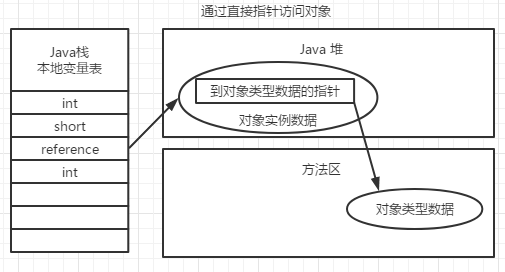 通过直接指针访问对象
Java栈
本地变量表
int
short
reference
int
Java 堆
到对象类型数据的指针
对象实例数据
方法区
对象类型数据